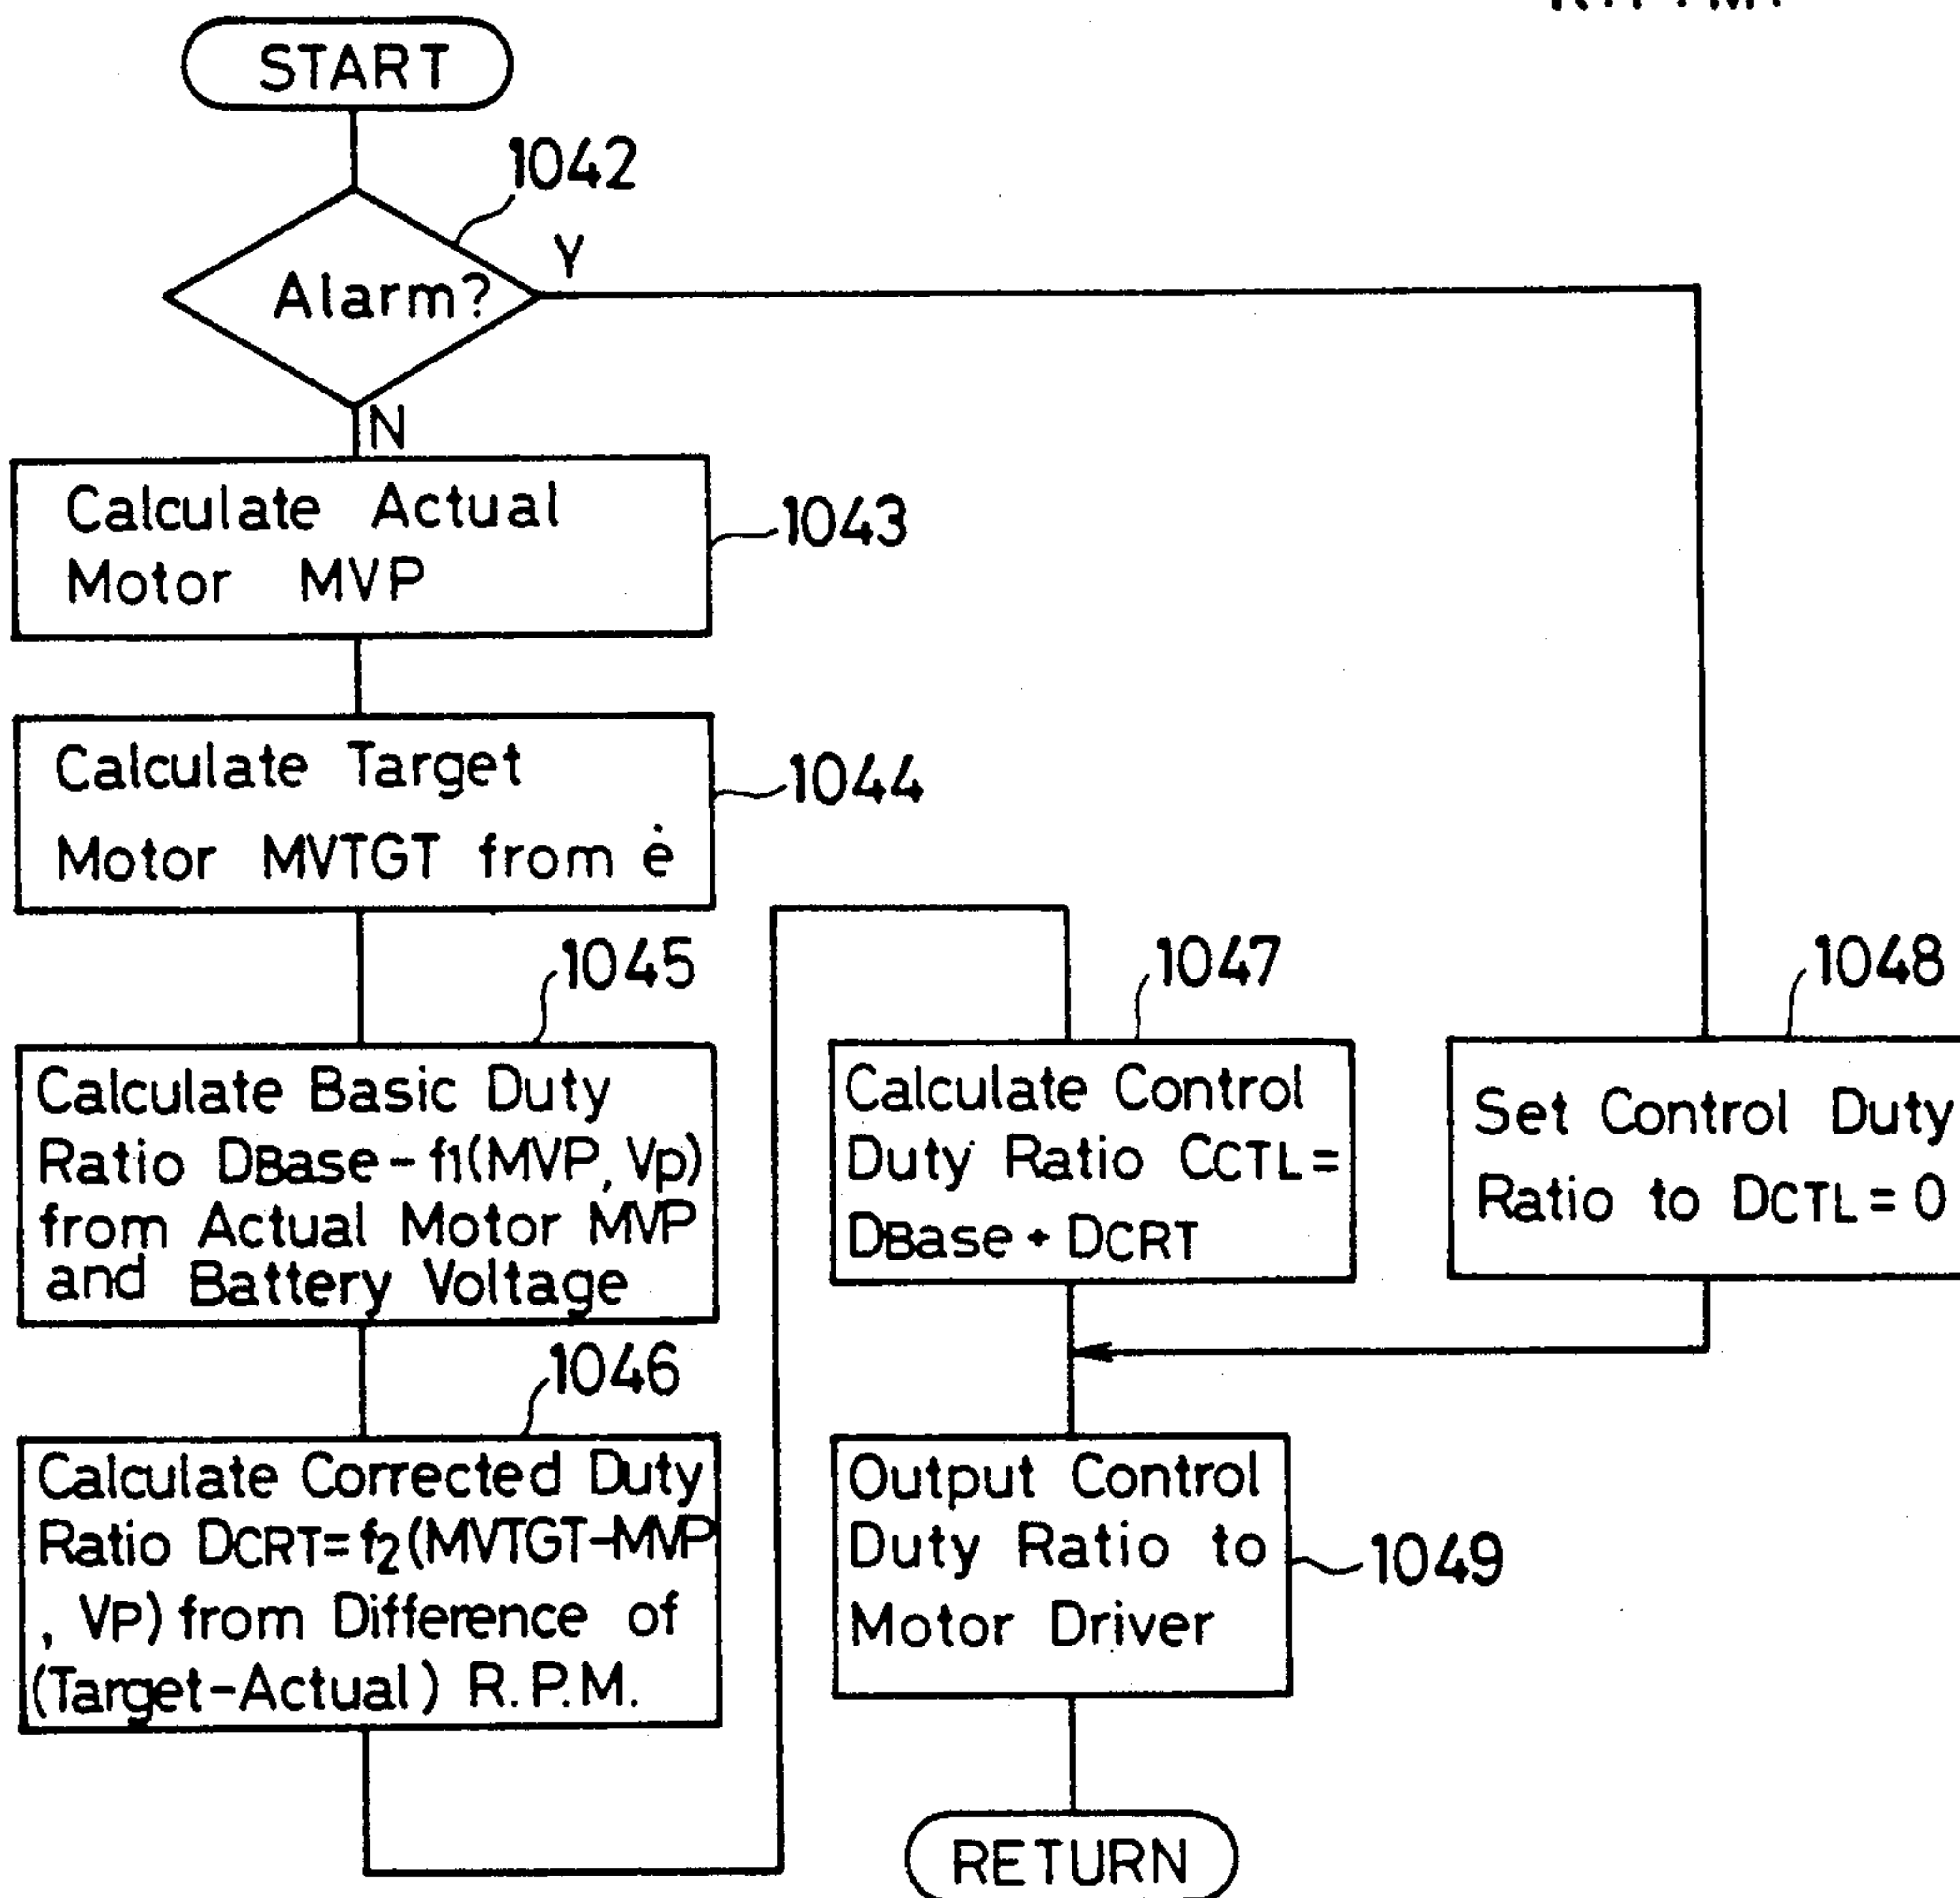 START
1042
Y
Alarm?
N
Calculate Actual
Motor MVP
1043
Calculate Target
Motor MVTGT from ė
1044
1045
Calculate Basic Duty
Ratio DBase-f1(MVP, Vp)
from Actual Motor MVP
and Battery Voltage
1046
Calculate Corrected Duty
Ratio DCRT=f2(MVTGT-MVP
, VP) from Difference of
(Target-Actual) R.P.M.
1047
Calculate Control
Duty Ratio CCTL=
DBase + DCRT
1048
Set Control Duty
Ratio to DCTL=0
Output Control
Duty Ratio to
Motor Driver
1049
RETURN